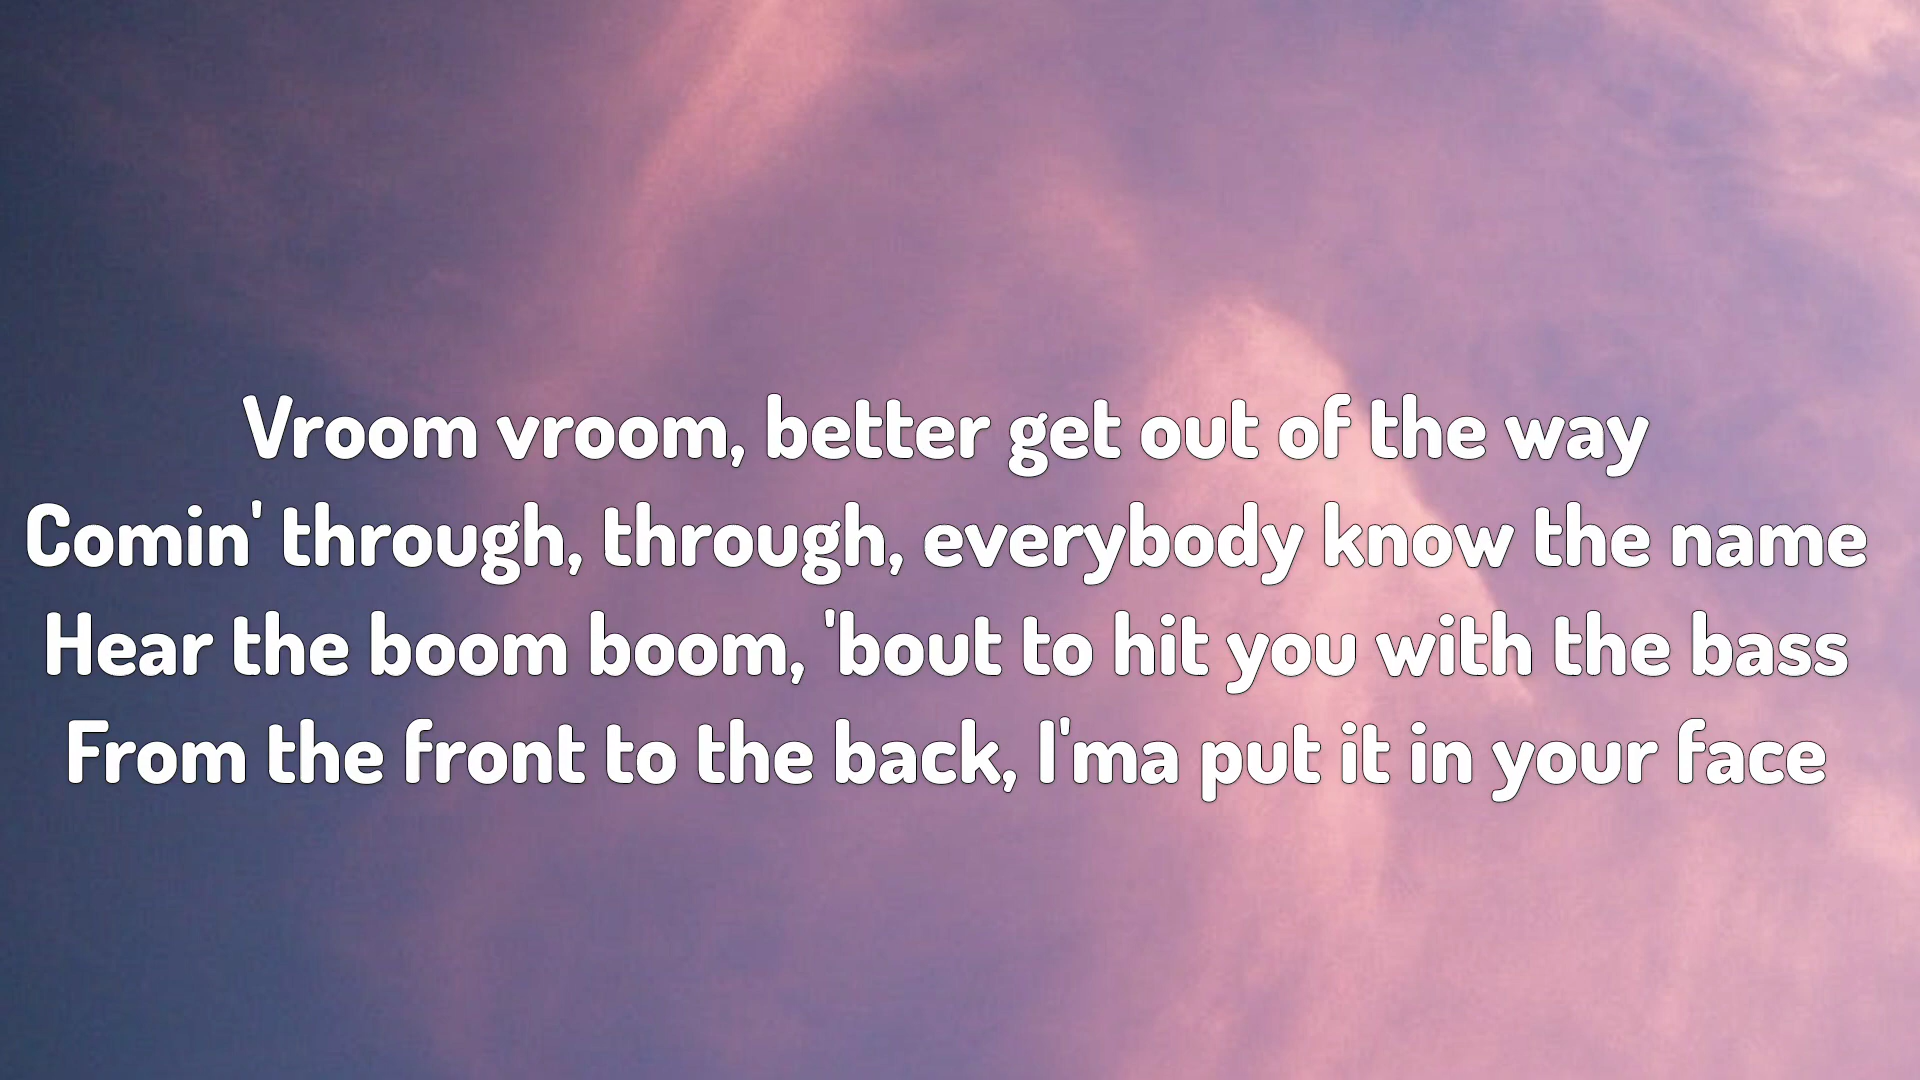 Vroom vroom, better get out of the way
Comin' through, through, everybody know the name
Hear the boom boom, 'bout to hit you with the bass
From the front to the back, I'ma put it in your face